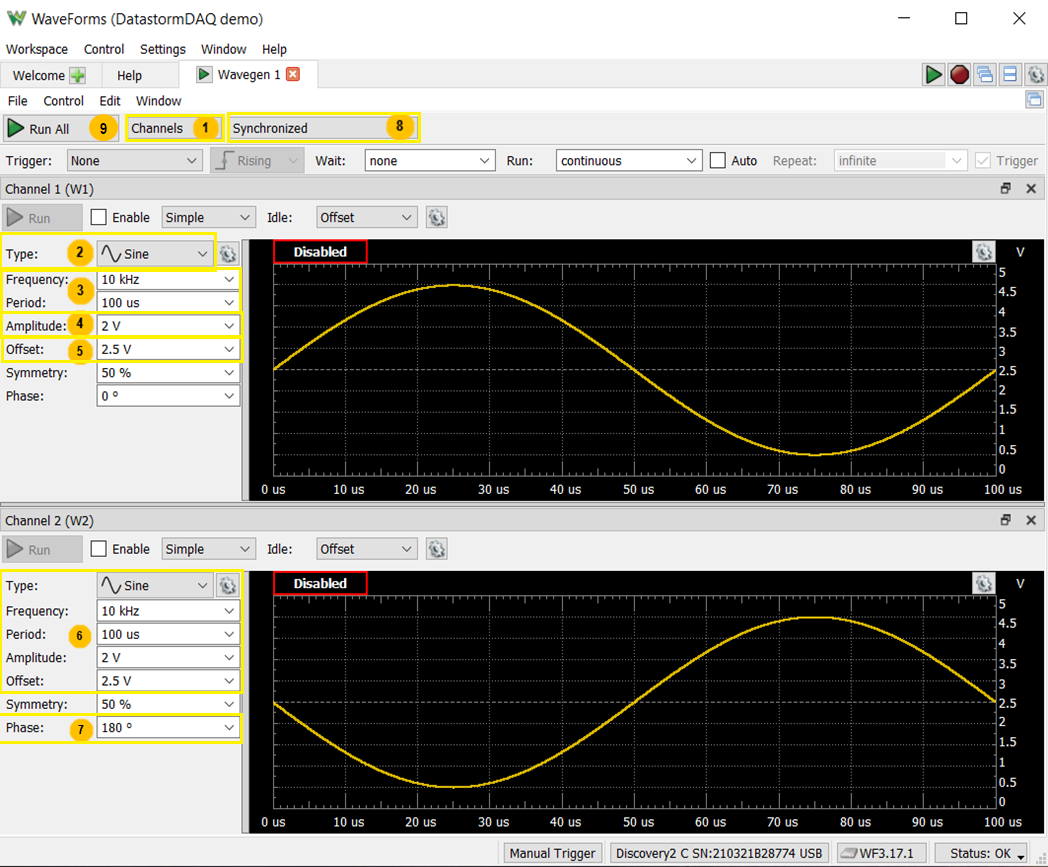 WaveForms (DatastormDAQ demo)
Workspace Control Settings Window Help
Welcome Help Wavegen 1
File Control Edit Window
Run All 9 Channels 1 Synchronized 8
Trigger: None Rising Wait: none Run: continuous Auto Repeat: infinite Trigger
Channel 1 (W1)
Run Enable Simple Idle: Offset
Type: 2 Sine
Frequency: 10 kHz
3
Period: 100 us
Amplitude: 4 2 V
Offset: 5 2.5 V
Symmetry: 50 %
Phase: 0 º
Disabled V
5
4.5
4
3.5
3
2.5
2
1.5
1
0.5
0
0 us 10 us 20 us 30 us 40 us 50 us 60 us 70 us 80 us 90 us 100 us
Channel 2 (W2)
Run Enable Simple Idle: Offset
Type: Sine
Frequency: 10 kHz
Period: 6 100 us
Amplitude: 2 V
Offset: 2.5 V
Symmetry: 50 %
Phase: 7 180 º
Disabled V
5
4.5
4
3.5
3
2.5
2
1.5
1
0.5
0
0 us 10 us 20 us 30 us 40 us 50 us 60 us 70 us 80 us 90 us 100 us
Manual Trigger Discovery2 C SN:210321B28774 USB WF3.17.1 Status: OK